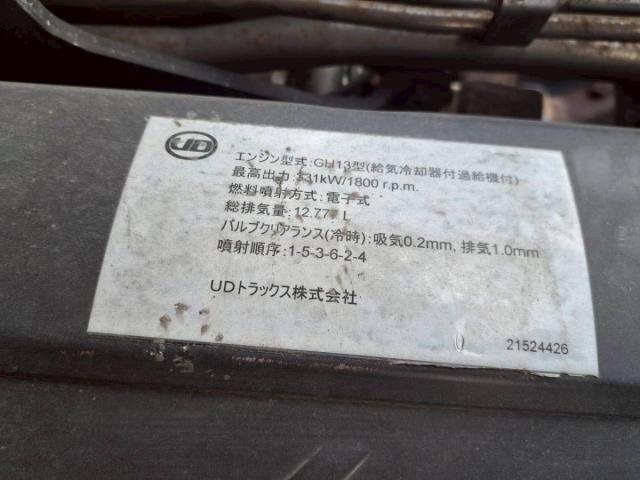 UD
エンジン型式:GH13型(給気冷却器付過給機付)
最高出力:331kW/1800 r.p.m.
燃料噴射方式:電子式
総排気量:12.777 L
バルブクリアランス(冷時):吸気0.2mm, 排気1.0mm
噴射順序:1-5-3-6-2-4
UDトラックス株式会社
21524426